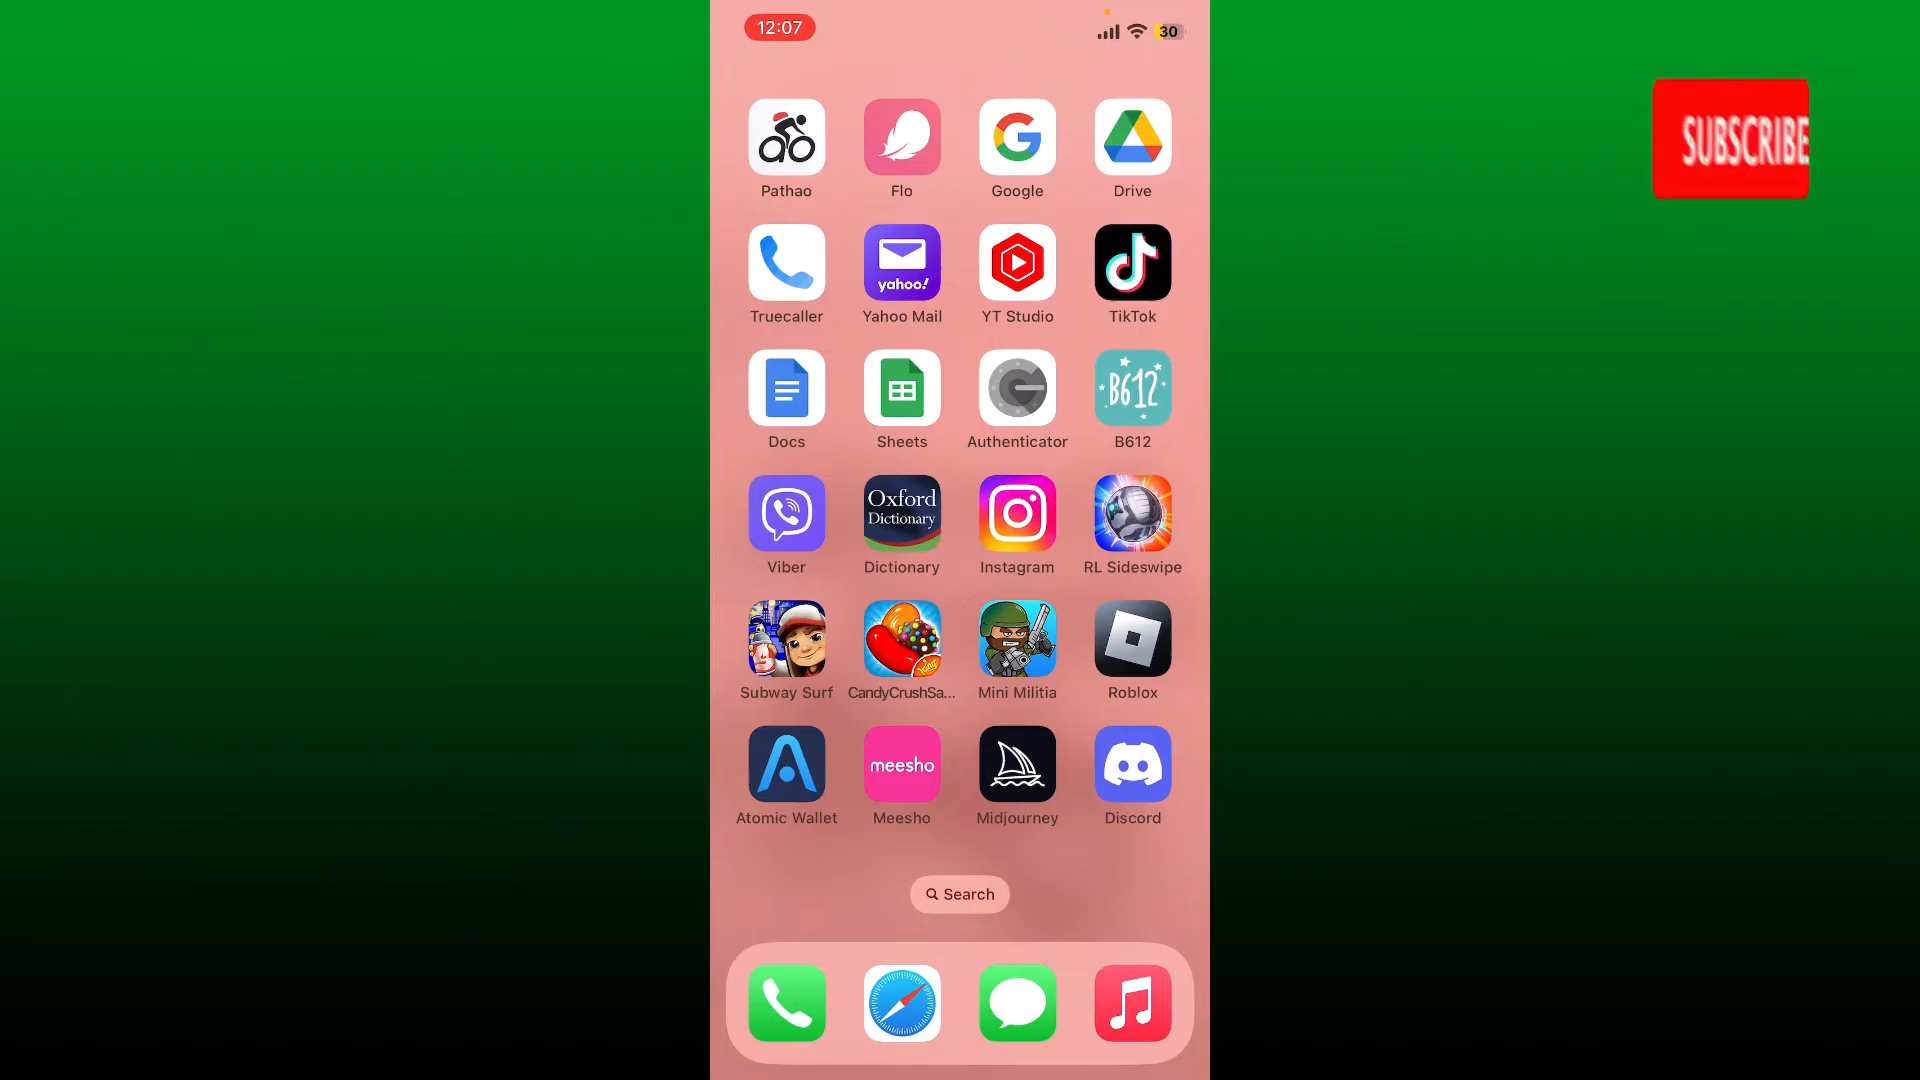 12:07
30
SUBSCRIBE
Pathao
Flo
Google
Drive
yahoo!
Truecaller
Yahoo Mail
YT Studio
TikTok
B612
Docs
Sheets
Authenticator
B612
Oxford
Dictionary
Viber
Dictionary
Instagram
RL Sideswipe
king
Subway Surf
CandyCrushSa...
Mini Militia
Roblox
meesho
Atomic Wallet
Meesho
Midjourney
Discord
Search